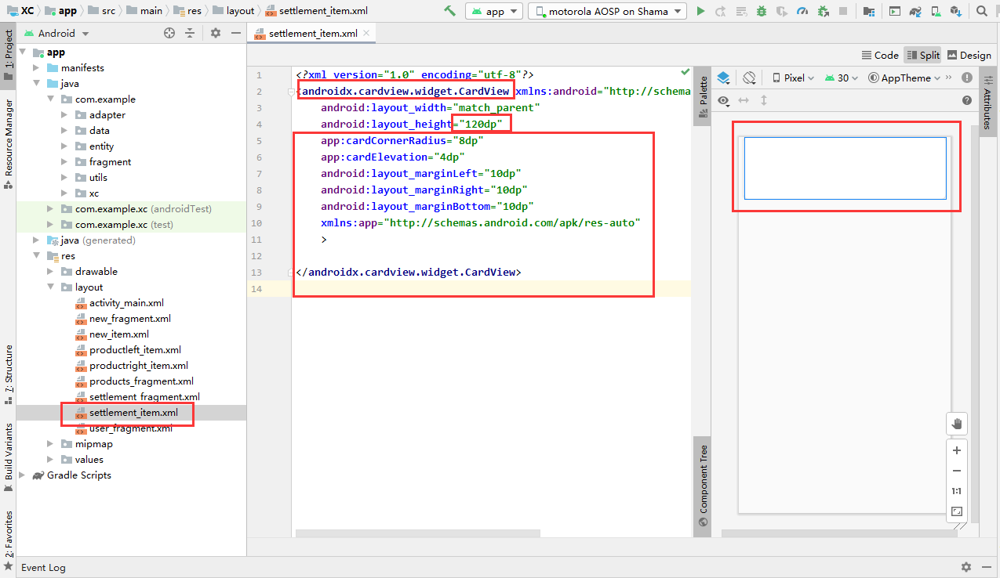 XC app src main res layout settlement_item.xml app motorola AOSP on Shama
Android
settlement_item.xml
1: Project
Resource Manager
7: Structure
Build Variants
2: Favorites
app
manifests
java
com.example
adapter
data
entity
fragment
utils
xc
com.example.xc (androidTest)
com.example.xc (test)
java (generated)
res
drawable
layout
activity_main.xml
new_fragment.xml
new_item.xml
productleft_item.xml
productright_item.xml
products_fragment.xml
settlement_fragment.xml
settlement_item.xml
user_fragment.xml
mipmap
values
Gradle Scripts
Code Split Design
1 <?xml version="1.0" encoding="utf-8"?>
2 <androidx.cardview.widget.CardView xmlns:android="http://schema
3 android:layout_width="match_parent"
4 android:layout_height="120dp"
5 app:cardCornerRadius="8dp"
6 app:cardElevation="4dp"
7 android:layout_marginLeft="10dp"
8 android:layout_marginRight="10dp"
9 android:layout_marginBottom="10dp"
10 xmlns:app="http://schemas.android.com/apk/res-auto"
11 >
12
13 </androidx.cardview.widget.CardView>
14
Palette
Component Tree
Pixel 30 AppTheme »
Attributes
1:1
Event Log